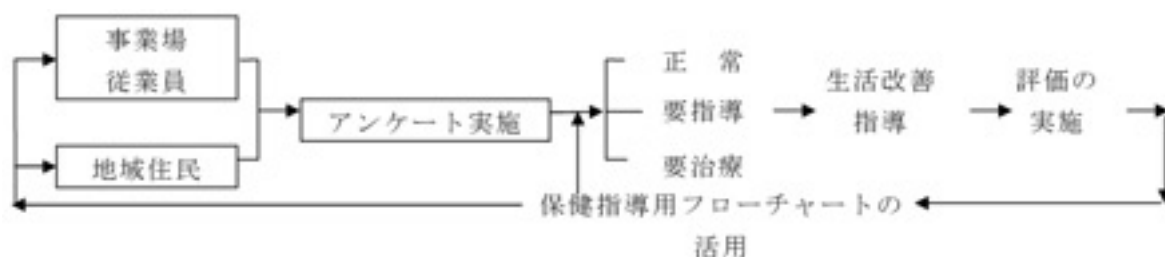 事業場
従業員
地域住民
アンケート実施
正　常
要指導
要治療
生活改善
指導
評価の
実施
保健指導用フローチャートの
活用